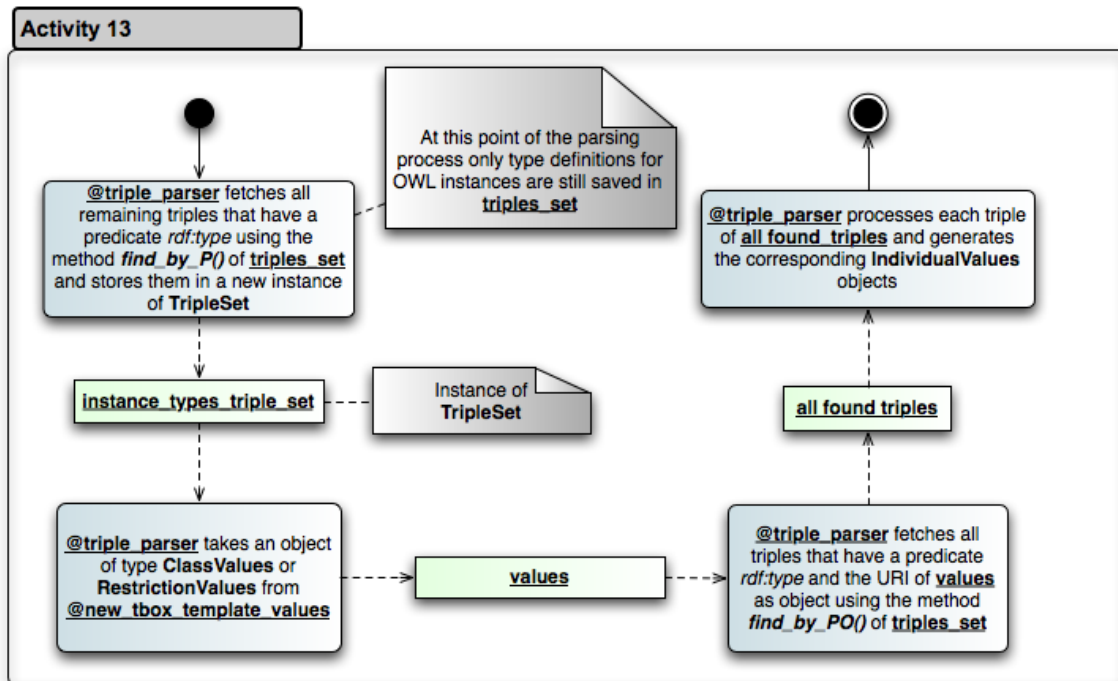 Activity 13
At this point of the parsing
process only type definitions for
OWL instances are still saved in
triples_set
@triple_parser fetches all
remaining triples that have a
predicate rdf:type using the
method find_by_P() of triples_set
and stores them in a new instance
of TripleSet
instance_types_triple_set
Instance of
TripleSet
@triple_parser takes an object
of type ClassValues or
RestrictionValues from
@new_tbox_template_values
values
@triple_parser fetches all
triples that have a predicate
rdf:type and the URI of values
as object using the method
find_by_PO() of triples_set
all found triples
@triple_parser processes each triple
of all found_triples and generates
the corresponding IndividualValues
objects